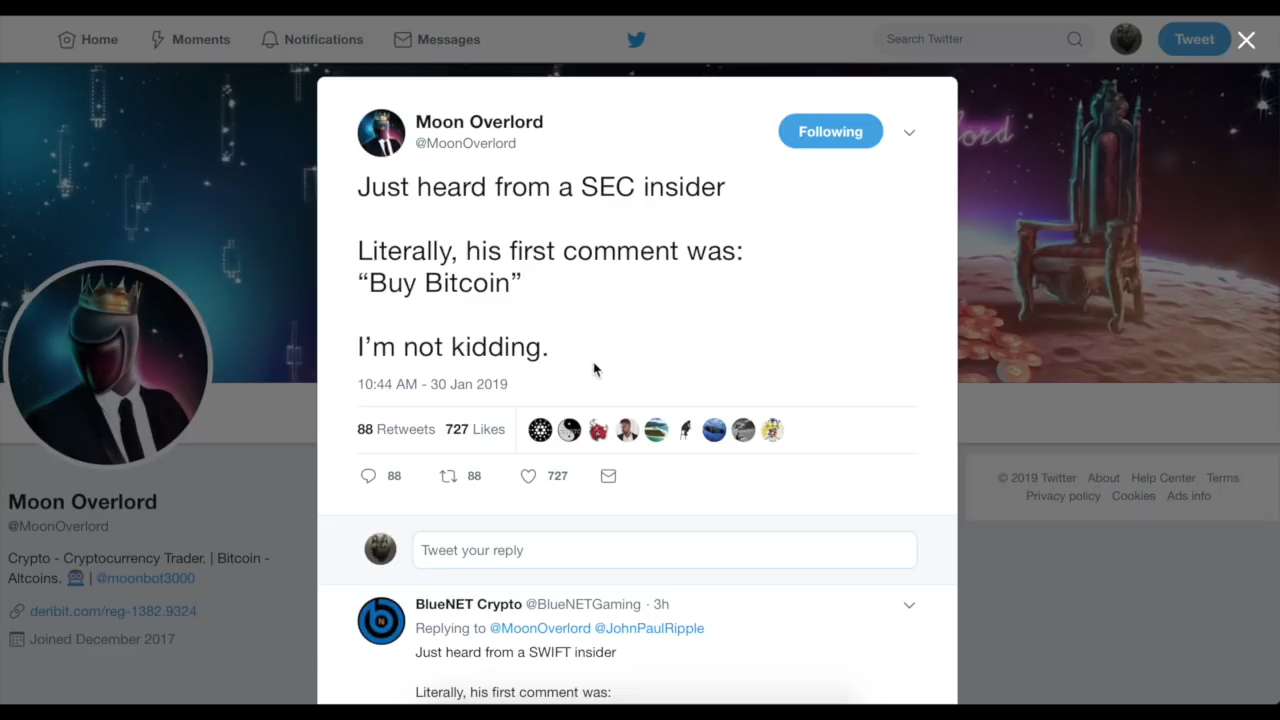 Home
Moments
Notifications
Messages
Search Twitter
Tweet
Moon Overlord
@MoonOverlord
Following
Just heard from a SEC insider
Literally, his first comment was:
“Buy Bitcoin”
I’m not kidding.
10:44 AM - 30 Jan 2019
88 Retweets 727 Likes
88 88 727
Tweet your reply
BlueNET Crypto @BlueNETGaming · 3h
Replying to @MoonOverlord @JohnPaulRipple
Just heard from a SWIFT insider
Literally, his first comment was:
Moon Overlord
@MoonOverlord
Crypto - Cryptocurrency Trader. | Bitcoin -
Altcoins. | @moonbot3000
deribit.com/reg-1382.9324
Joined December 2017
© 2019 Twitter About Help Center Terms
Privacy policy Cookies Ads info